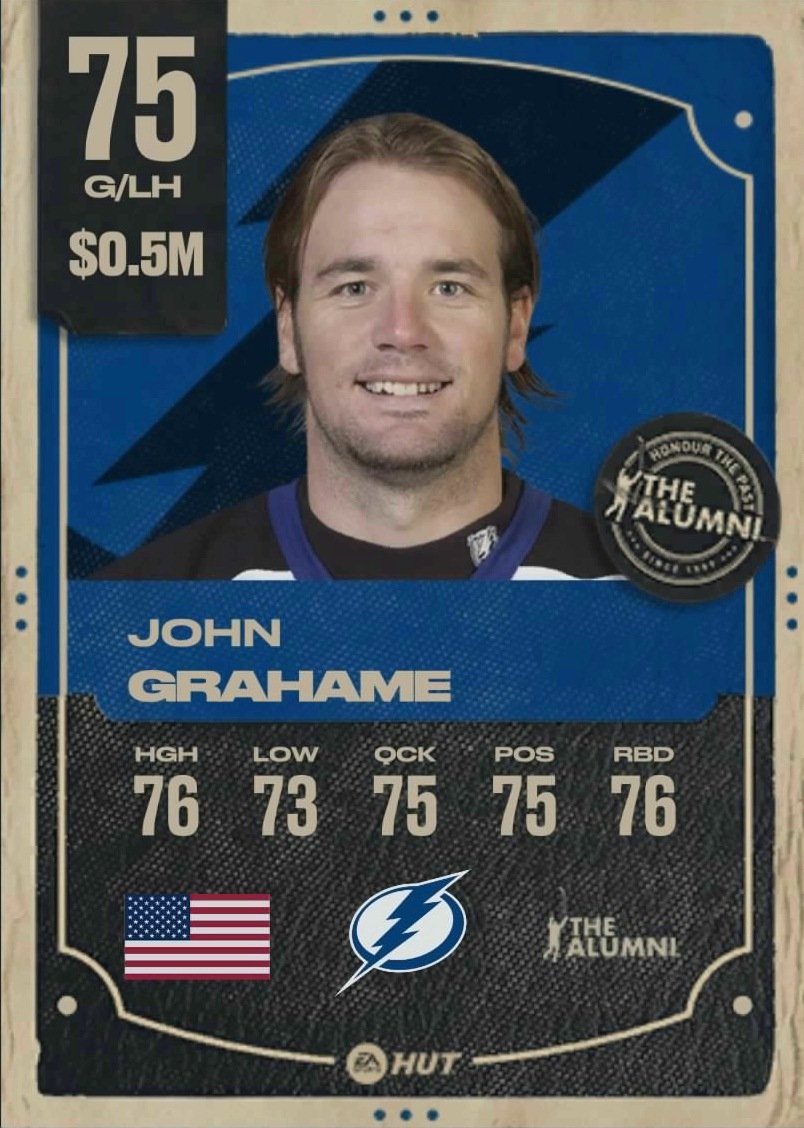 75
G/LH
$0.5M
HONOUR THE PAST
THE
ALUMNI
JOHN
GRAHAME
HGH LOW QCK POS RBD
76 73 75 75 76
THE
ALUMNI
EA HUT